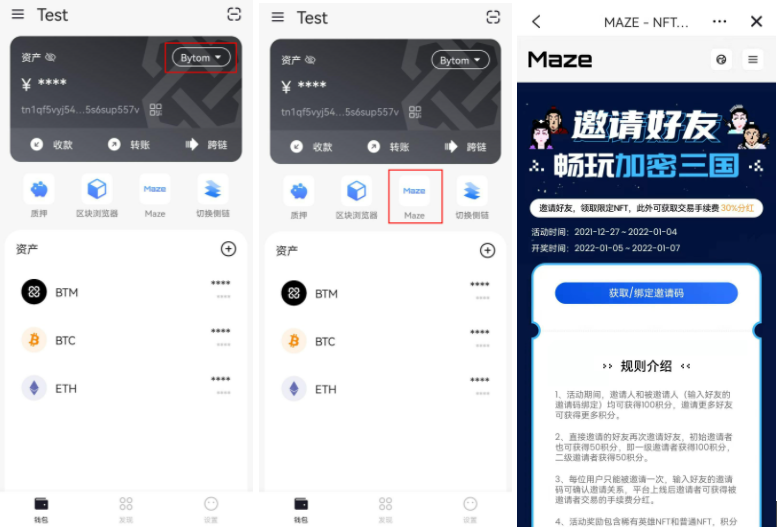 Test
资产
Bytom
¥ ****
tn1qf5vyj54...5s6sup557v
收款
转账
跨链
Maze
质押
区块浏览器
Maze
切换侧链
资产
BTM
****
****
BTC
****
****
ETH
****
****
钱包
发现
设置
Test
资产
Bytom
¥ ****
tn1qf5vyj54...5s6sup557v
收款
转账
跨链
Maze
质押
区块浏览器
Maze
切换侧链
资产
BTM
****
****
BTC
****
****
ETH
****
****
钱包
发现
设置
MAZE - NFT...
Maze
邀请好友
畅玩加密三国
邀请好友，领取限定NFT，此外可获取交易手续费 30%分红
活动时间：2021-12-27 ~ 2022-01-04
开奖时间：2022-01-05 ~ 2022-01-07
获取/绑定邀请码
规则介绍
1、活动期间，邀请人和被邀请人（输入好友的
邀请码绑定）均可获得100积分，邀请更多好友
可获得更多积分。
2、直接邀请的好友再次邀请好友，初始邀请者
也可获得50积分，即一级邀请者获得100积分，
二级邀请者获得50积分。
3、每位用户只能被邀请一次，输入好友的邀请
码可确认邀请关系，平台上线后邀请者可获得被
邀请者交易的手续费分红。
4、活动奖励包含稀有英雄NFT和普通NFT，积分